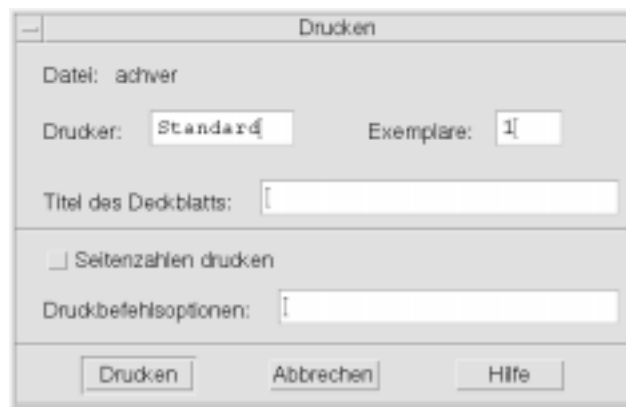 Drucken
Datei: achver
Drucker: Standard Exemplare: 1
Titel des Deckblatts:
Seitenzahlen drucken
Druckbefehlsoptionen:
Drucken Abbrechen Hilfe